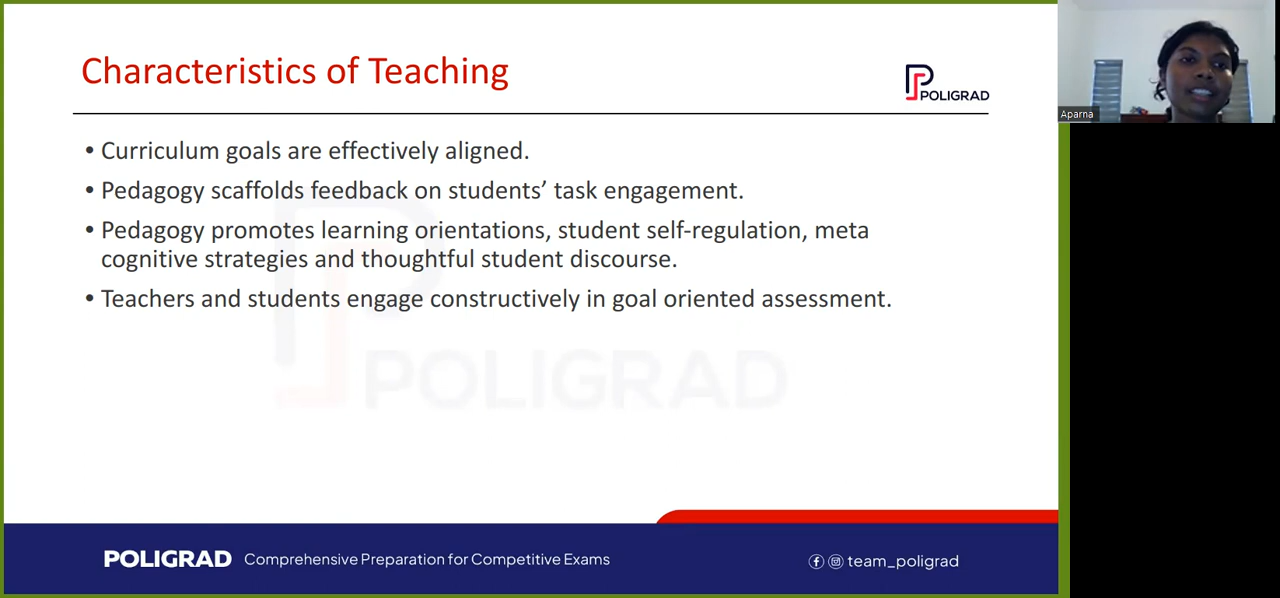 Characteristics of Teaching
POLIGRAD
Aparna
• Curriculum goals are effectively aligned.
• Pedagogy scaffolds feedback on students’ task engagement.
• Pedagogy promotes learning orientations, student self-regulation, meta
cognitive strategies and thoughtful student discourse.
• Teachers and students engage constructively in goal oriented assessment.
POLIGRAD
POLIGRAD Comprehensive Preparation for Competitive Exams
team_poligrad